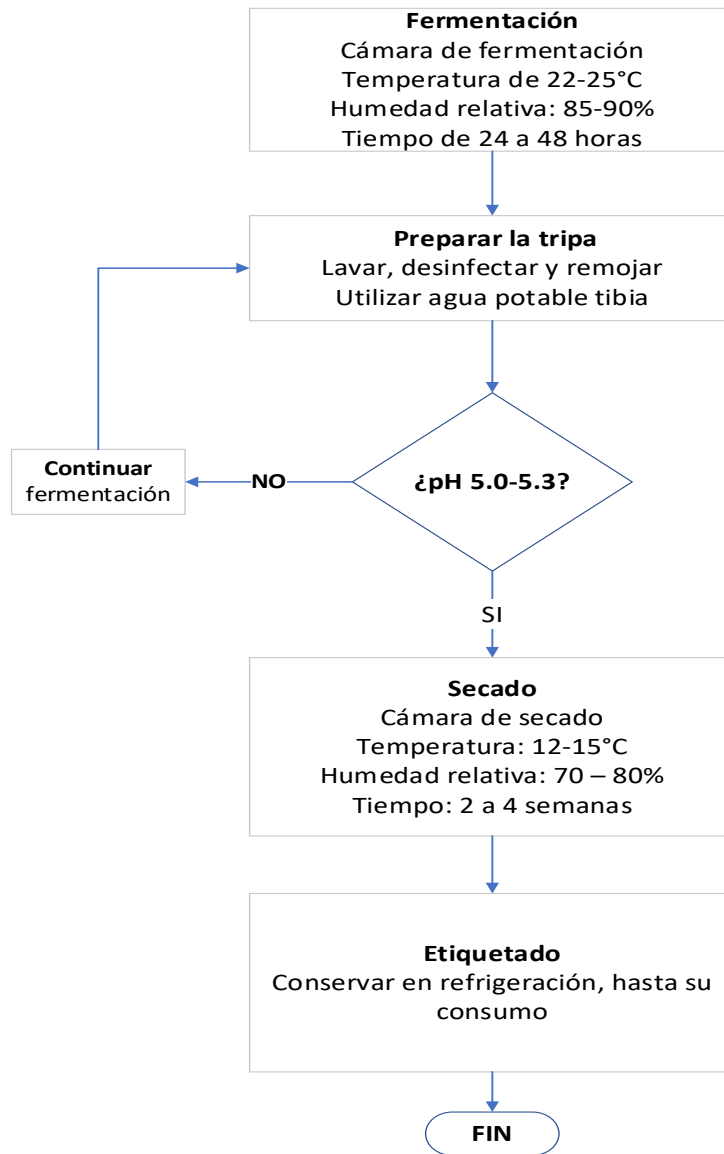 Fermentación
Cámara de fermentación
Temperatura de 22-25°C
Humedad relativa: 85-90%
Tiempo de 24 a 48 horas
Preparar la tripa
Lavar, desinfectar y remojar
Utilizar agua potable tibia
¿pH 5.0-5.3?
NO
Continuar
fermentación
SI
Secado
Cámara de secado
Temperatura: 12-15°C
Humedad relativa: 70 – 80%
Tiempo: 2 a 4 semanas
Etiquetado
Conservar en refrigeración, hasta su
consumo
FIN